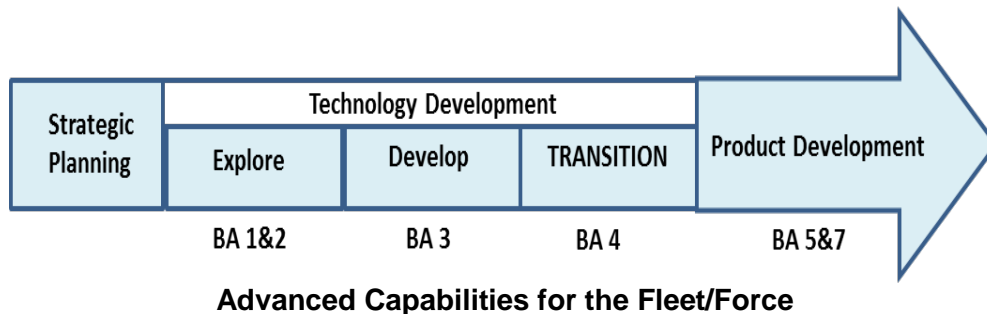 Strategic
Planning
Technology Development
Explore
Develop
TRANSITION
Product Development
BA 1&2
BA 3
BA 4
BA 5&7
Advanced Capabilities for the Fleet/Force